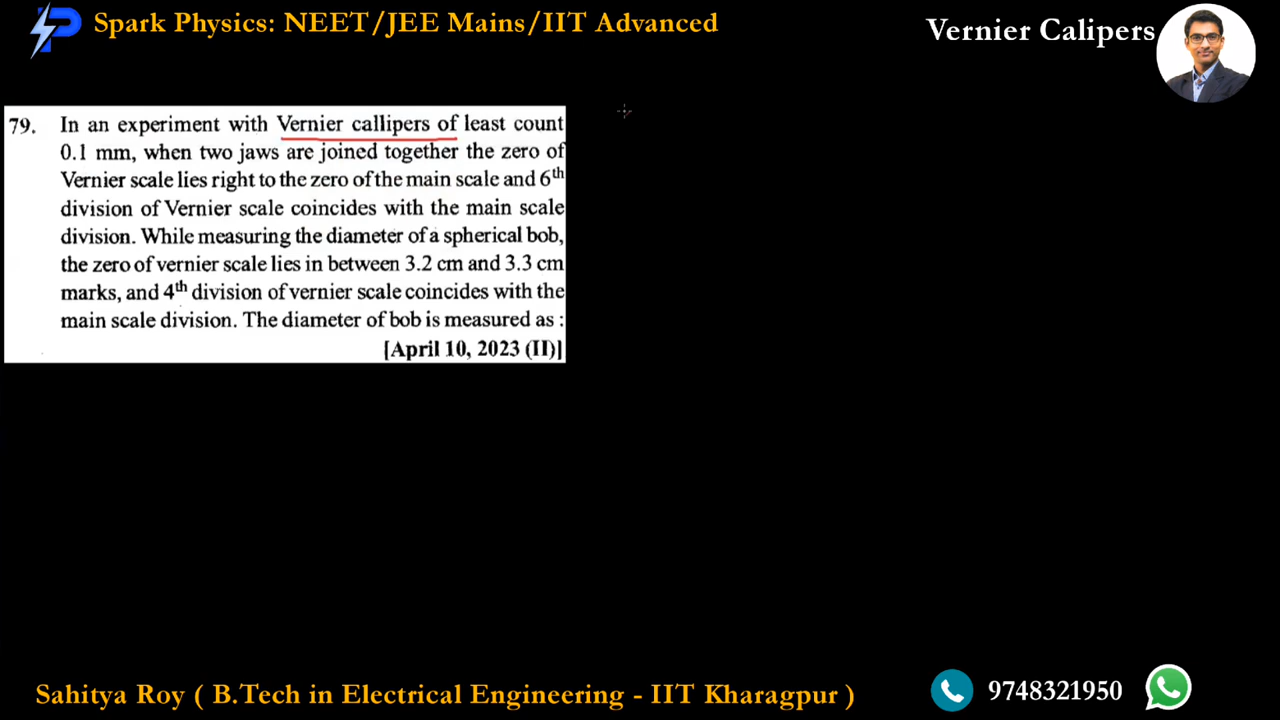 Spark Physics: NEET/JEE Mains/IIT Advanced
Vernier Calipers
79. In an experiment with Vernier callipers of least count
0.1 mm, when two jaws are joined together the zero of
Vernier scale lies right to the zero of the main scale and 6th
division of Vernier scale coincides with the main scale
division. While measuring the diameter of a spherical bob,
the zero of vernier scale lies in between 3.2 cm and 3.3 cm
marks, and 4th division of vernier scale coincides with the
main scale division. The diameter of bob is measured as :
[April 10, 2023 (II)]
Sahitya Roy ( B.Tech in Electrical Engineering - IIT Kharagpur )
9748321950